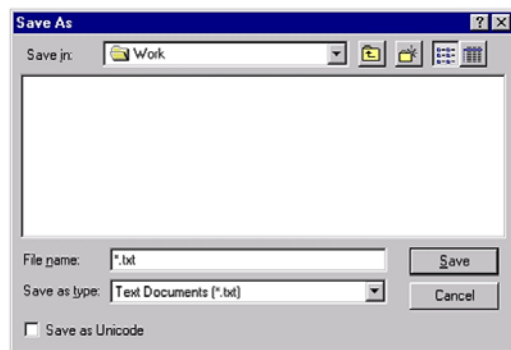 Save As
Save in: Work
File name: *.txt
Save
Save as type: Text Documents (*.txt)
Cancel
Save as Unicode